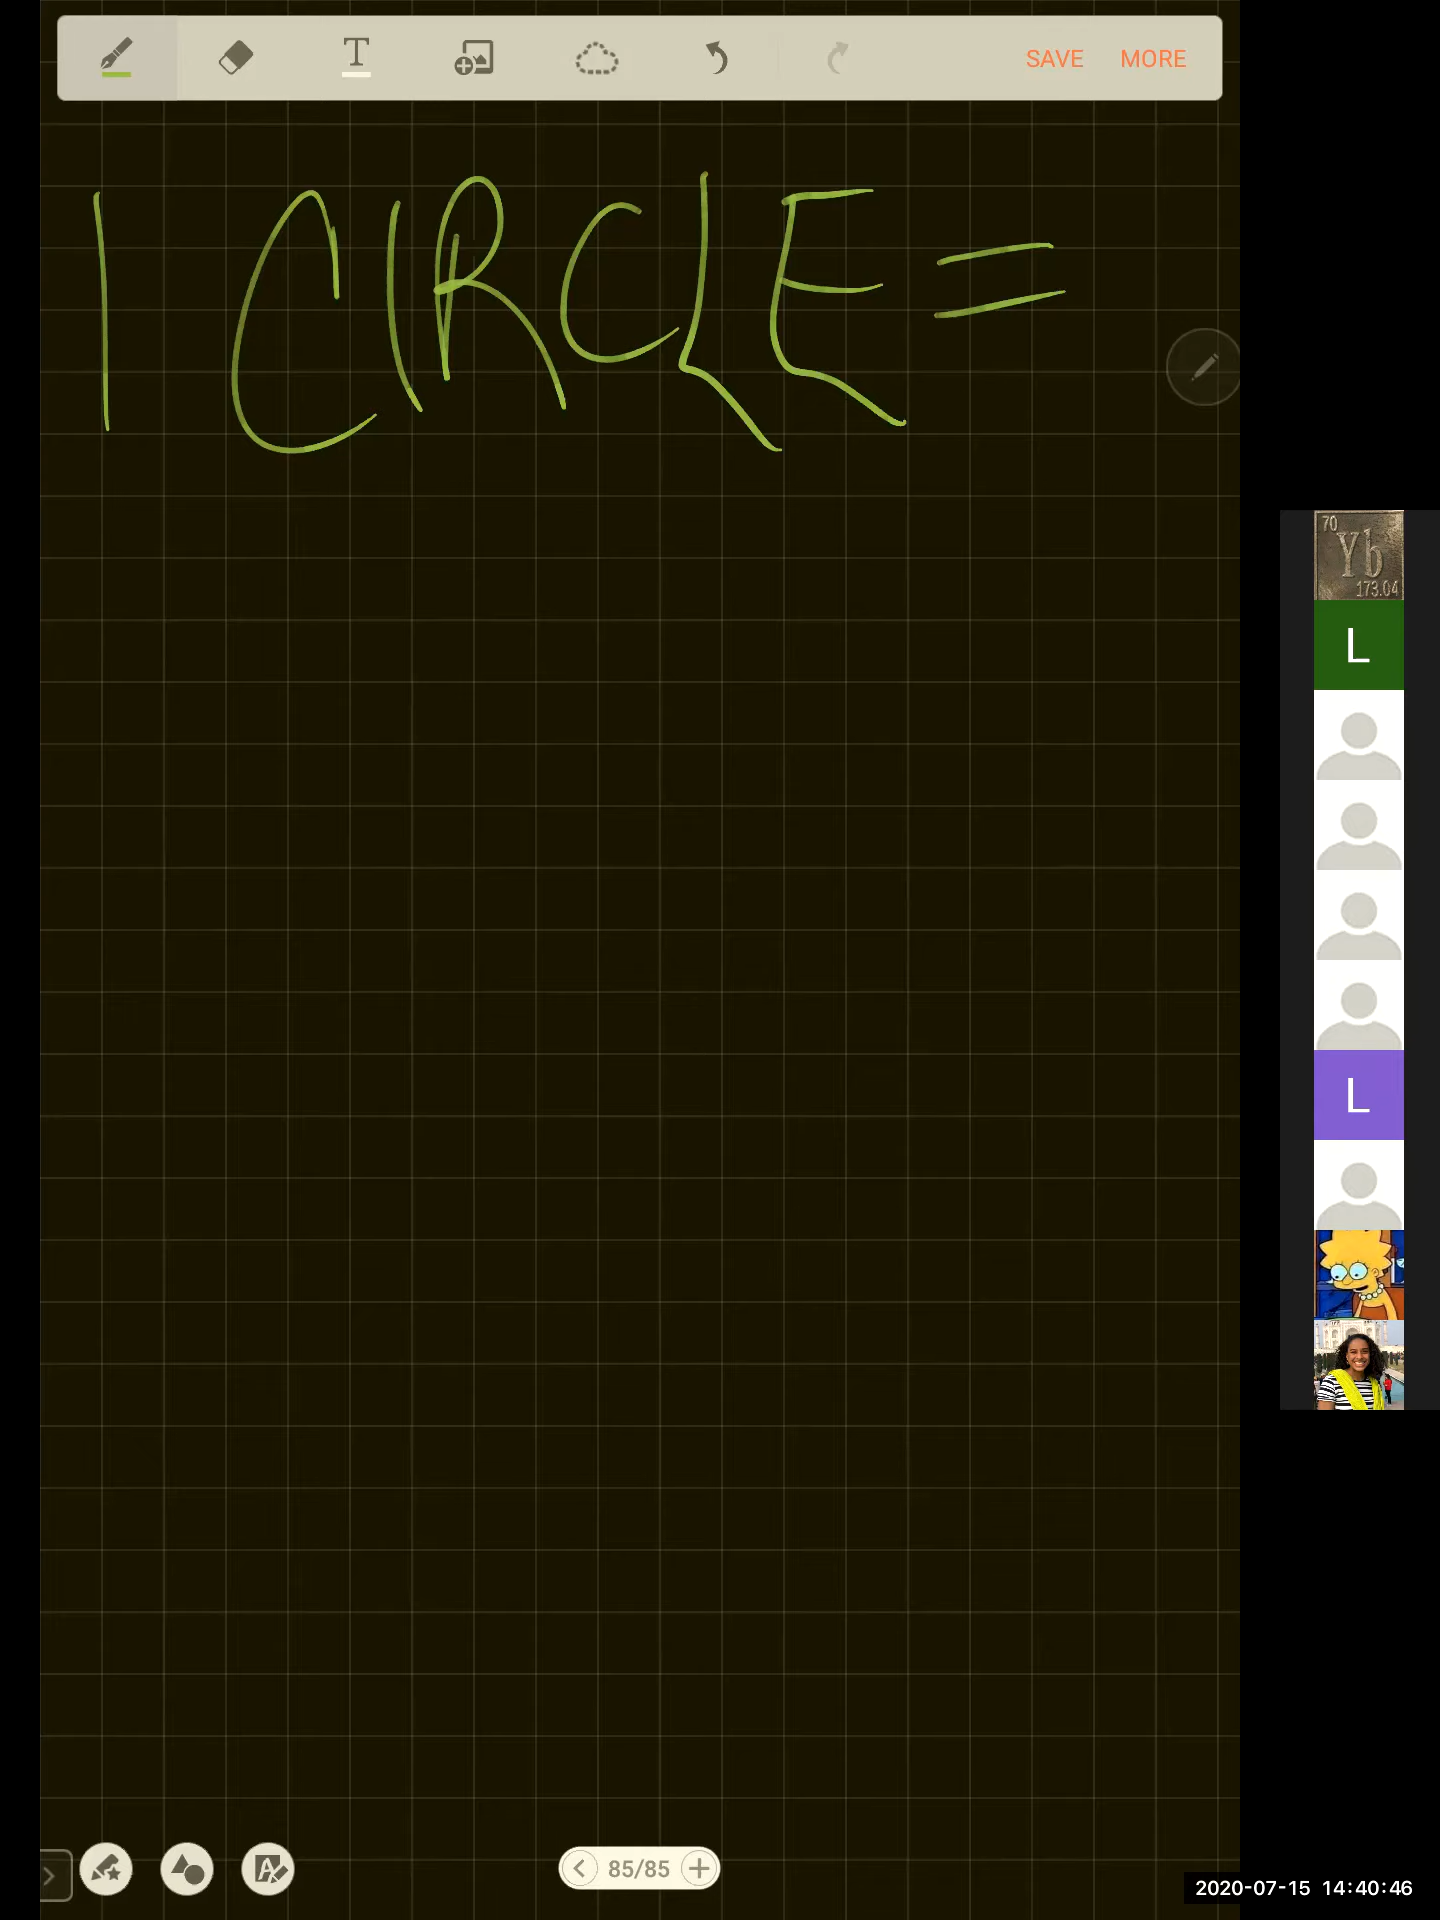 T SAVE MORE
1 CIRCLE =
70
Yb
173.04
L
L
85/85
A
2020-07-15 14:40:46